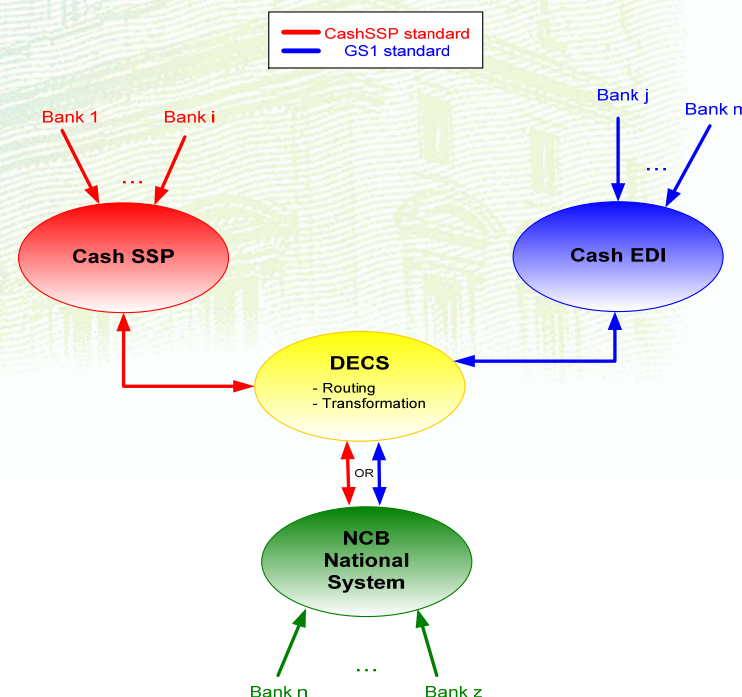 CashSSP standard
GS1 standard
Bank 1
Bank i
Bank j
Bank m
...
...
Cash SSP
Cash EDI
DECS
- Routing
- Transformation
OR
NCB
National
System
...
Bank n
Bank z